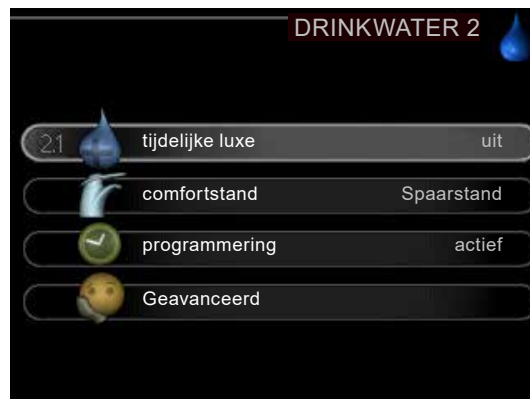 DRINKWATER 2
2.1 tijdelijke luxe uit
comfortstand Spaarstand
programmering actief
Geavanceerd